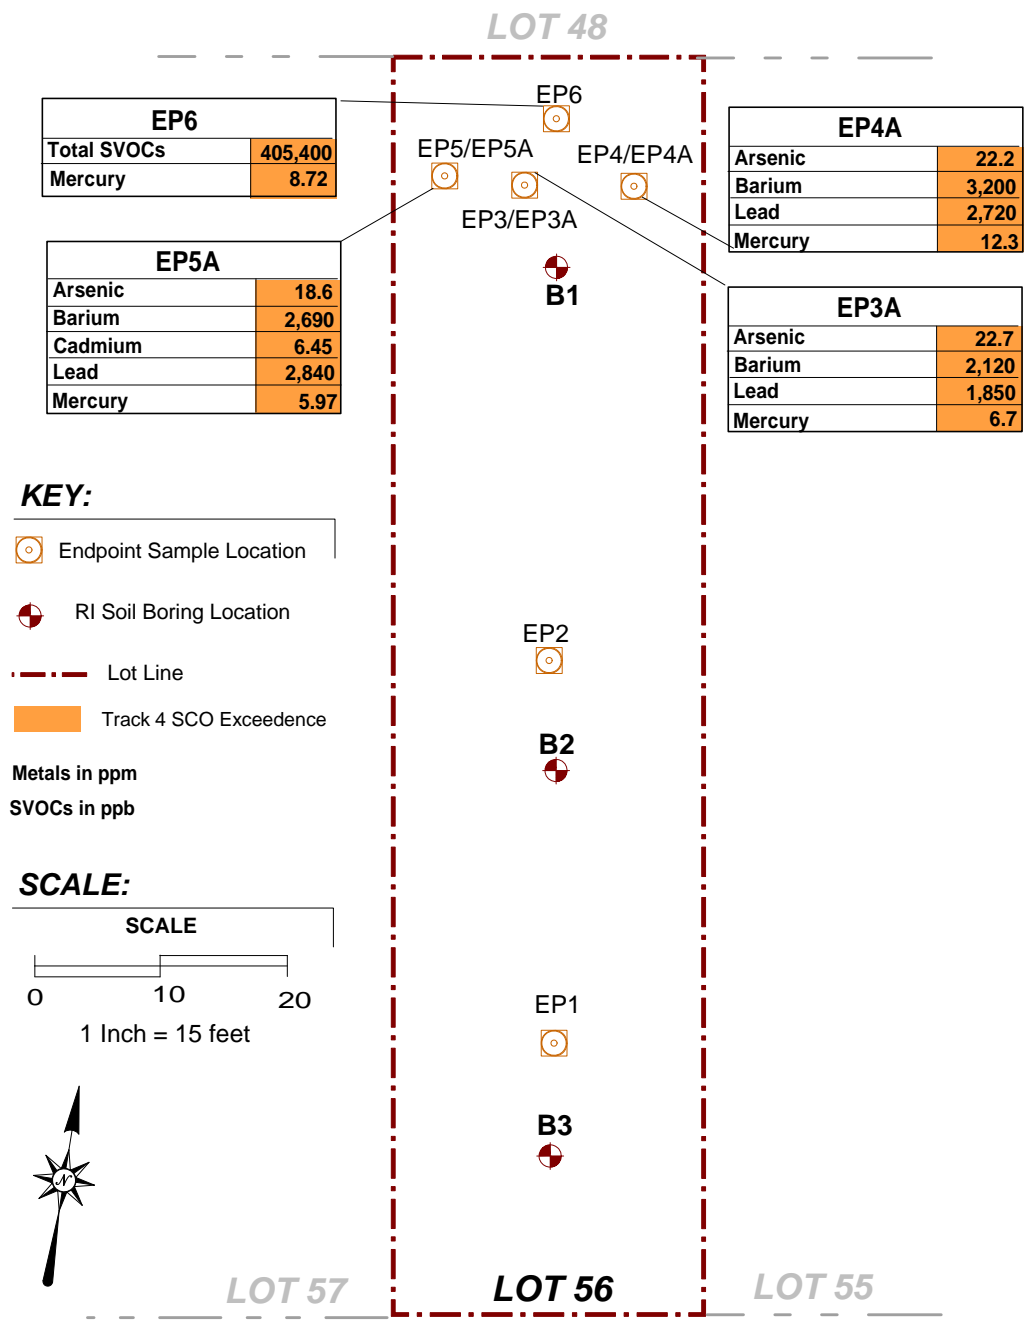 LOT 48
EP6
Total SVOCs 405,400
Mercury 8.72
EP6
EP5/EP5A
EP4/EP4A
EP3/EP3A
EP4A
Arsenic 22.2
Barium 3,200
Lead 2,720
Mercury 12.3
EP5A
Arsenic 18.6
Barium 2,690
Cadmium 6.45
Lead 2,840
Mercury 5.97
B1
EP3A
Arsenic 22.7
Barium 2,120
Lead 1,850
Mercury 6.7
KEY:
Endpoint Sample Location
RI Soil Boring Location
Lot Line
Track 4 SCO Exceedence
Metals in ppm
SVOCs in ppb
EP2
B2
SCALE:
SCALE
0 10 20
1 Inch = 15 feet
EP1
B3
N
LOT 57
LOT 56
LOT 55